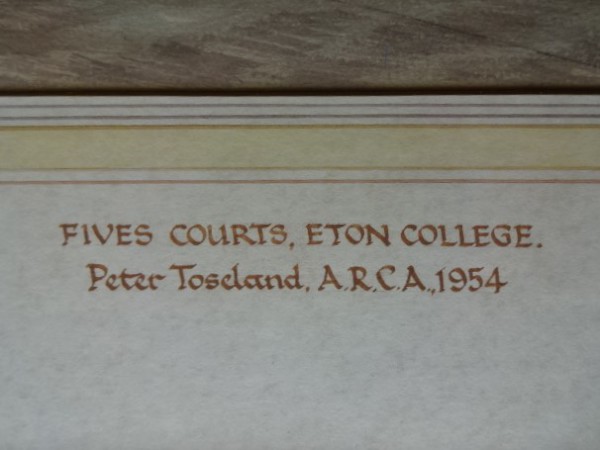 FIVES COURTS, ETON COLLEGE.
Peter Toseland, A.R.C.A., 1954